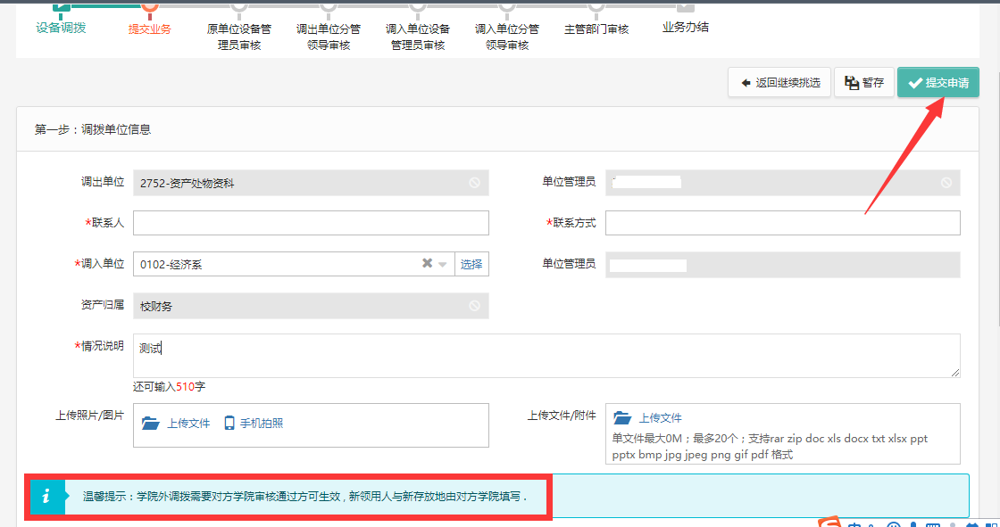 设备调拨
提交业务
原单位设备管
理员审核
调出单位分管
领导审核
调入单位设备
管理员审核
调入单位分管
领导审核
主管部门审核
业务办结
返回继续挑选
暂存
提交申请
第一步：调拨单位信息
调出单位 2752-资产处物资科
单位管理员
*联系人
*联系方式
*调入单位 0102-经济系 选择
单位管理员
资产归属 校财务
*情况说明 测试
还可输入510字
上传照片/图片 上传文件 手机拍照
上传文件/附件 上传文件
单文件最大0M；最多20个；支持rar zip doc xls docx txt xlsx ppt
pptx bmp jpg jpeg png gif pdf 格式
i 温馨提示：学院外调拨需要对方学院审核通过方可生效 , 新领用人与新存放地由对方学院填写 .